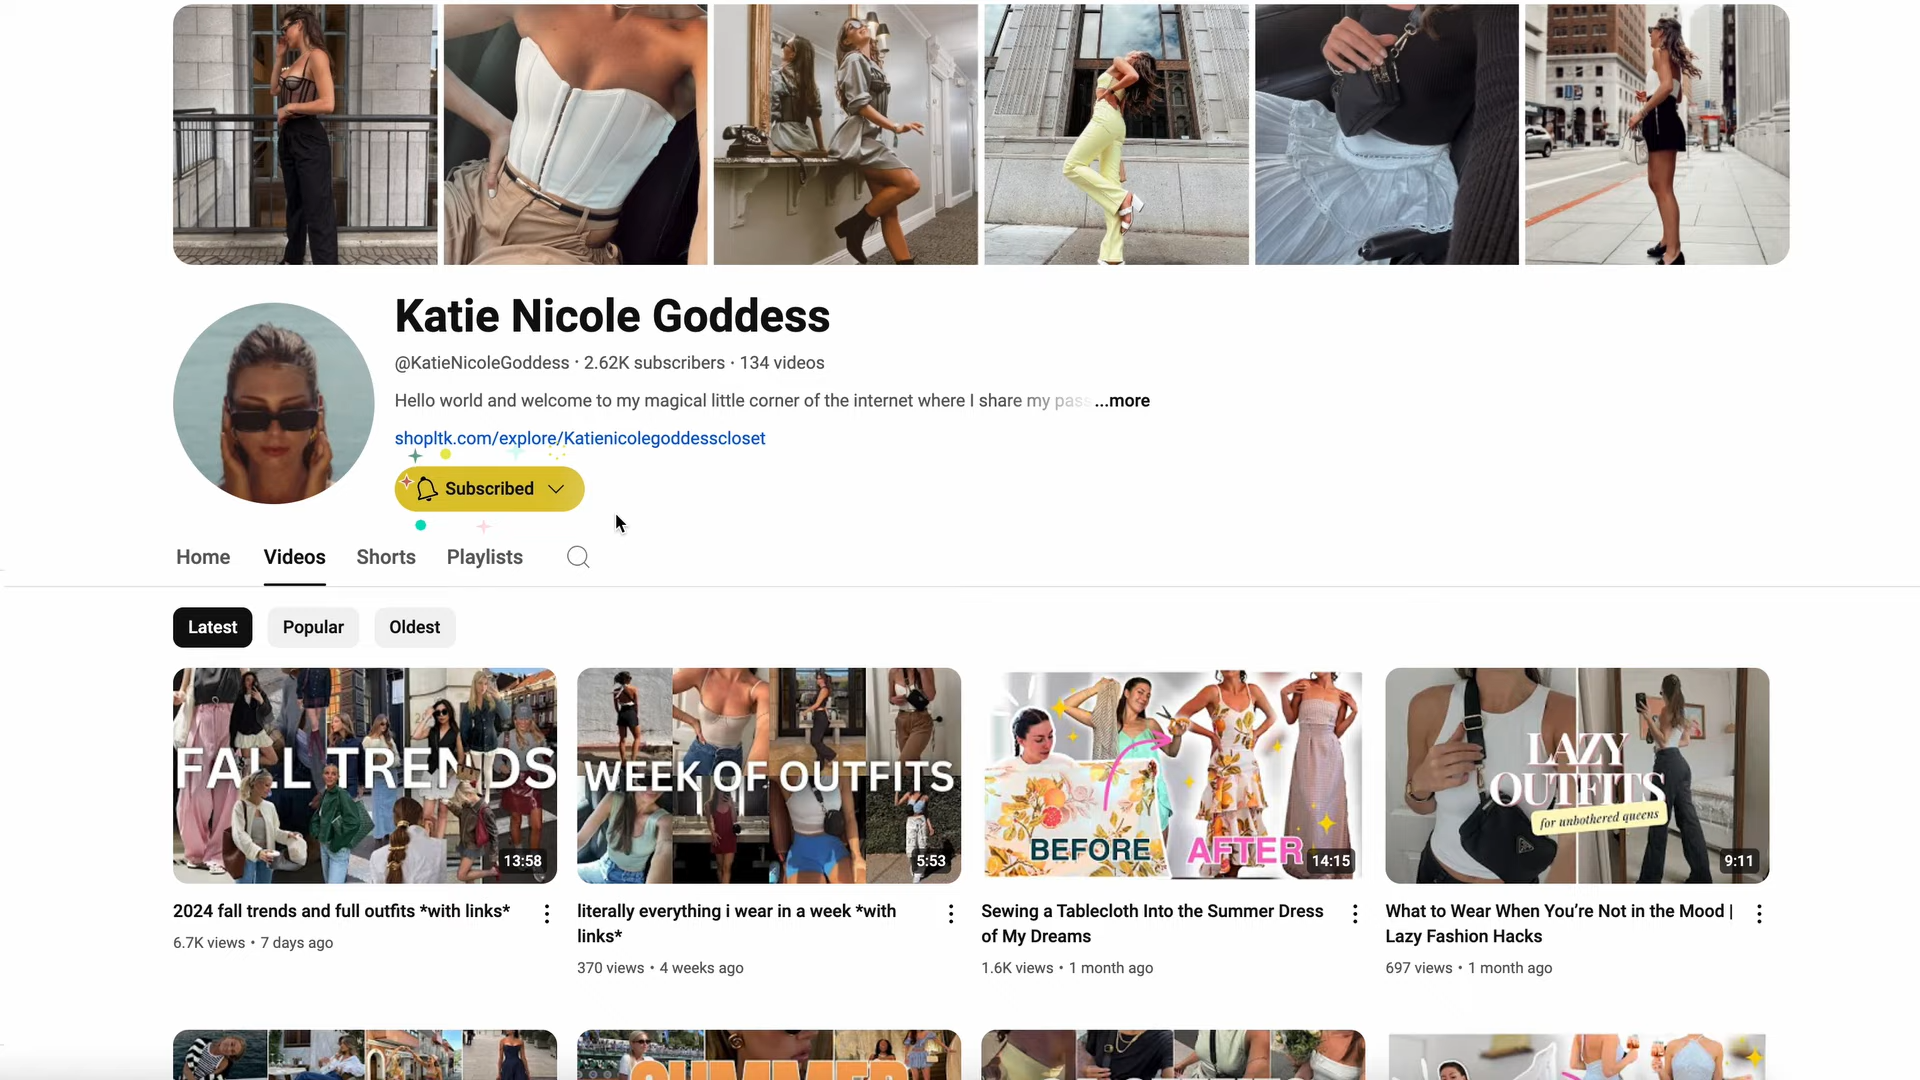 Katie Nicole Goddess
@KatieNicoleGoddess · 2.62K subscribers · 134 videos
Hello world and welcome to my magical little corner of the internet where I share my pass ...more
shopltk.com/explore/Katienicolegoddesscloset
Subscribed
Home Videos Shorts Playlists
Latest Popular Oldest
FALL TRENDS
13:58
WEEK OF OUTFITS
5:53
BEFORE AFTER
14:15
LAZY
OUTFITS
for unbothered queens
9:11
2024 fall trends and full outfits *with links*
6.7K views • 7 days ago
literally everything i wear in a week *with
links*
370 views • 4 weeks ago
Sewing a Tablecloth Into the Summer Dress
of My Dreams
1.6K views • 1 month ago
What to Wear When You’re Not in the Mood |
Lazy Fashion Hacks
697 views • 1 month ago
SUMMER